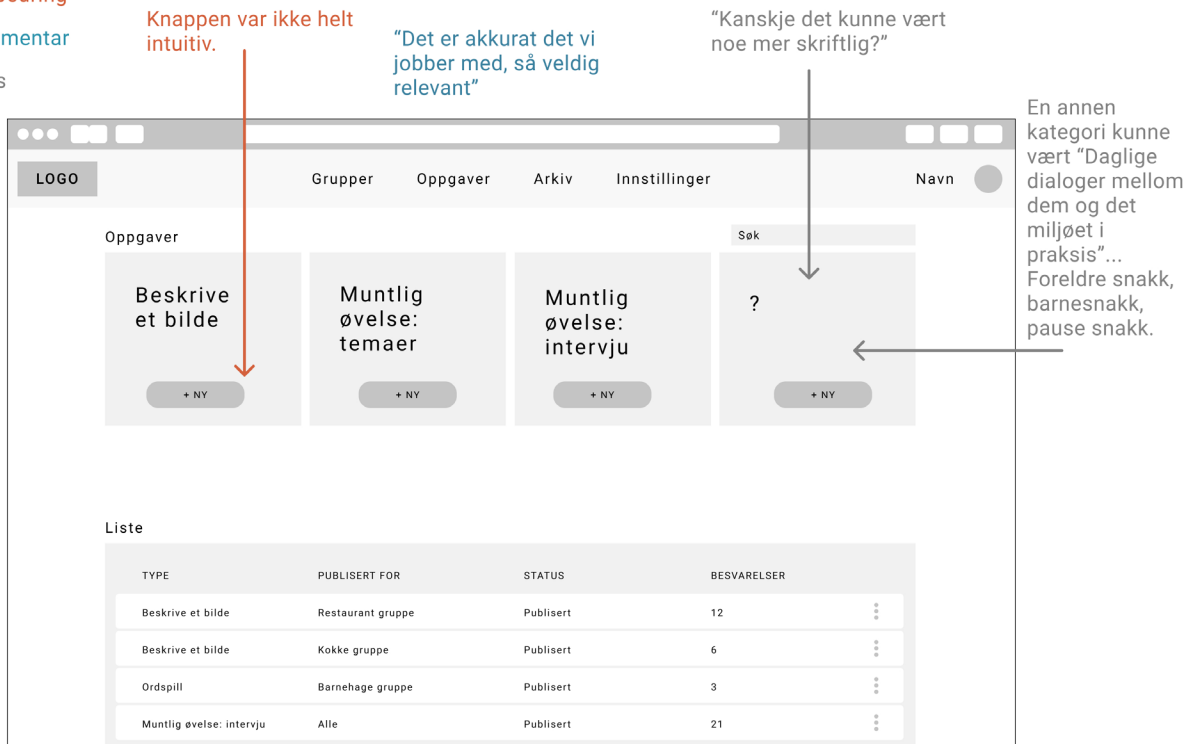 Knappen var ikke helt
intuitiv.
mentar
“Det er akkurat det vi
jobber med, så veldig
relevant”
“Kanskje det kunne vært
noe mer skriftlig?”
En annen
kategori kunne
vært “Daglige
dialoger mellom
dem og det
miljøet i
praksis”...
Foreldre snakk,
barnesnakk,
pause snakk.
LOGO
Grupper Oppgaver Arkiv Innstillinger
Navn
Oppgaver
Søk
Beskrive
et bilde
+ NY
Muntlig
øvelse:
temaer
+ NY
Muntlig
øvelse:
intervju
+ NY
?
+ NY
Liste
TYPE PUBLISERT FOR STATUS BESVARELSER
Beskrive et bilde Restaurant gruppe Publisert 12
Beskrive et bilde Kokke gruppe Publisert 6
Ordspill Barnehage gruppe Publisert 3
Muntlig øvelse: intervju Alle Publisert 21